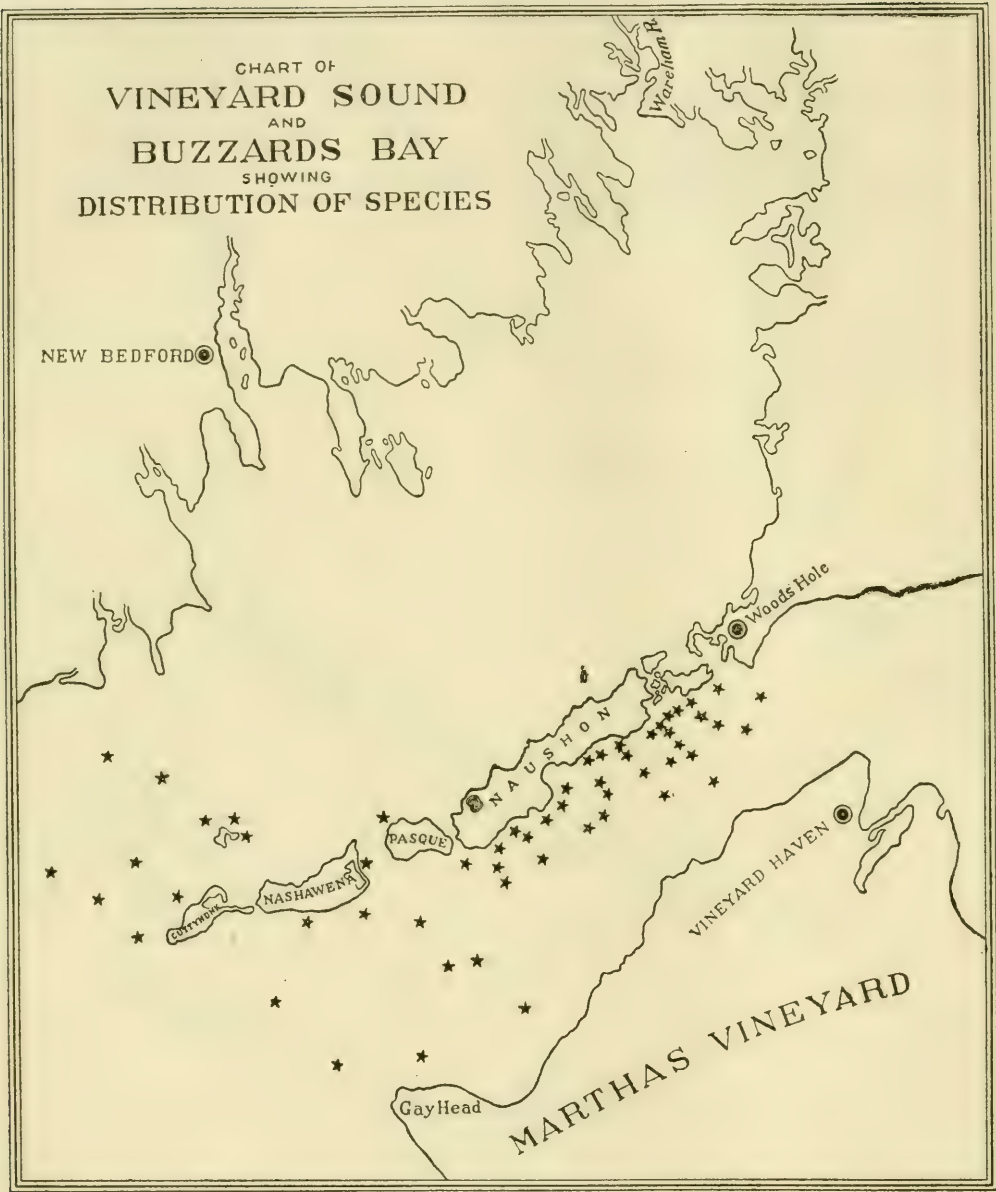 CHART OF
VINEYARD SOUND
AND
BUZZARDS BAY
SHOWING
DISTRIBUTION OF SPECIES
Wareham R.
NEW BEDFORD
Woods Hole
NAUSHON
PASQUE
NASHAWENA
CUTTYHUNK
VINEYARD HAVEN
MARTHAS VINEYARD
Gay Head